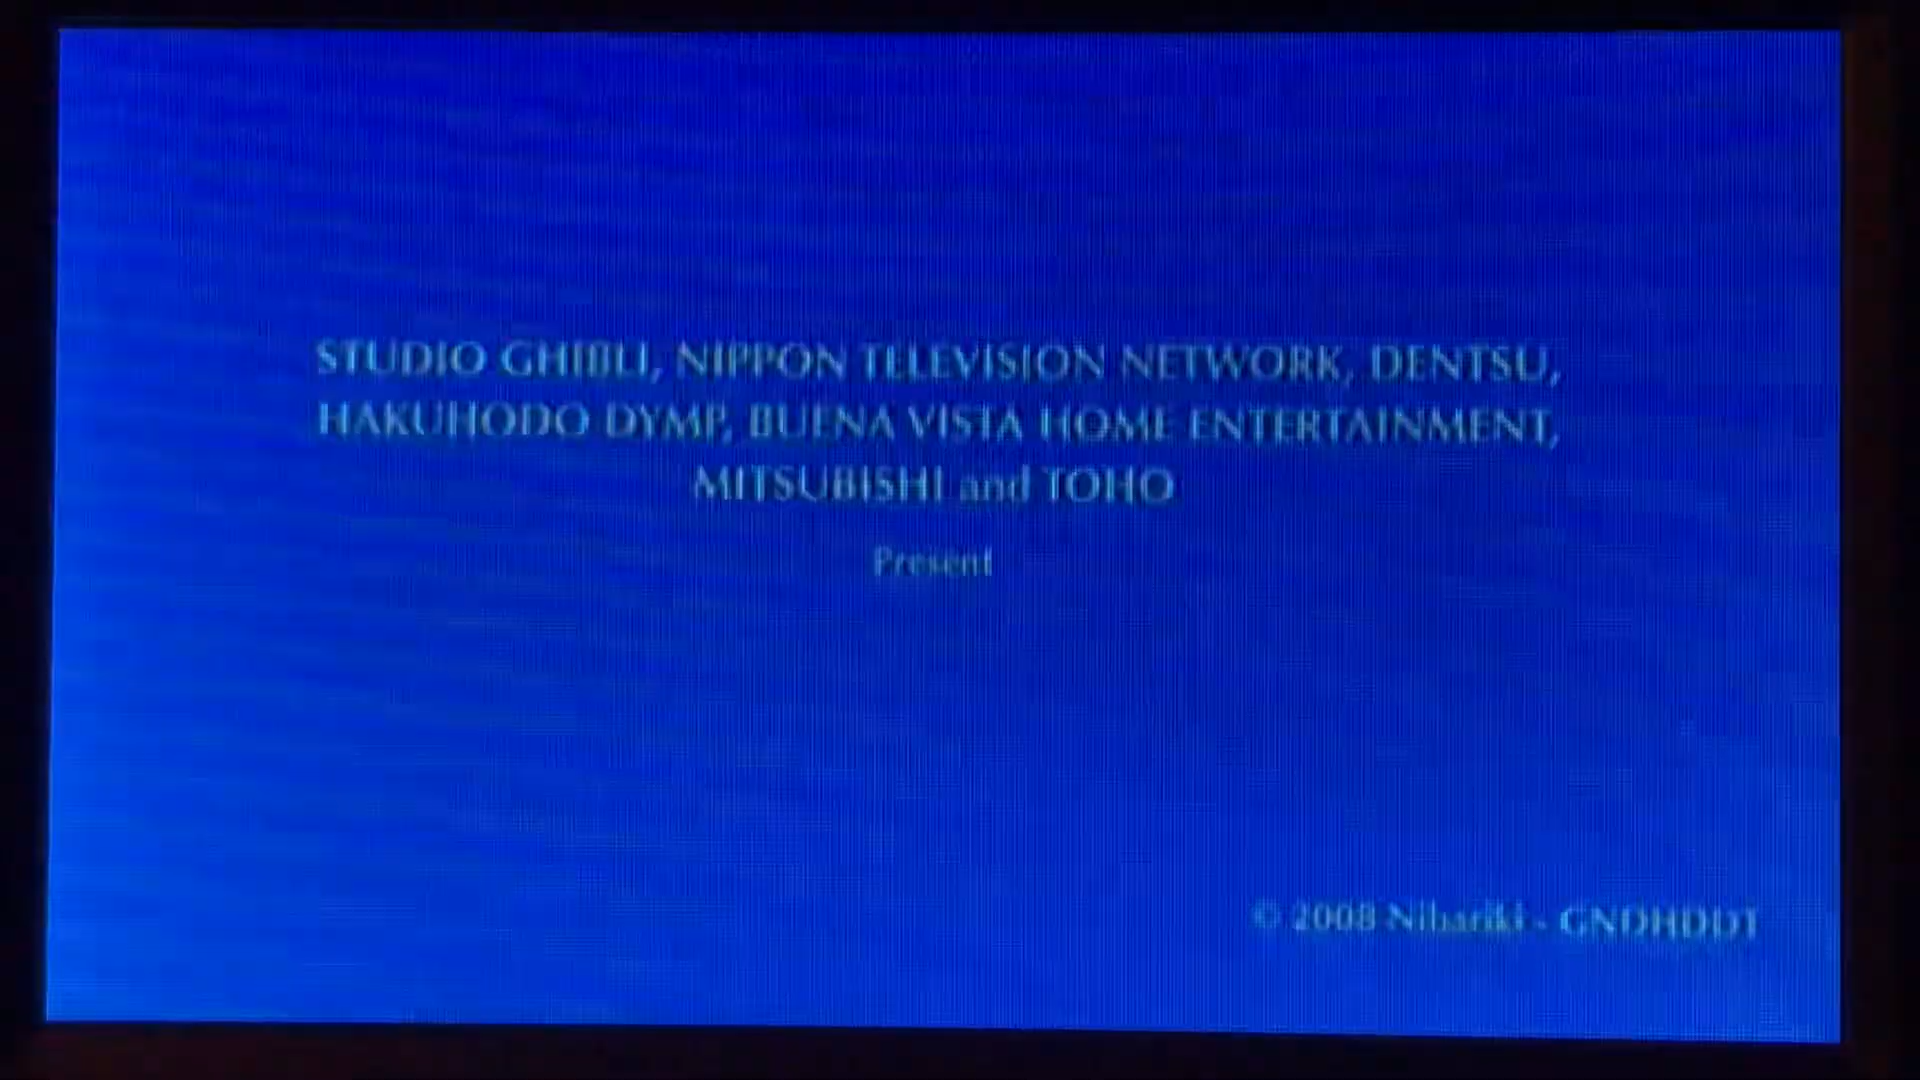 STUDIO GHIBLI, NIPPON TELEVISION NETWORK, DENTSU,
HAKUHODO DYMP, BUENA VISTA HOME ENTERTAINMENT,
MITSUBISHI and TOHO
Present
© 2008 Nibariki - GNDHDDT